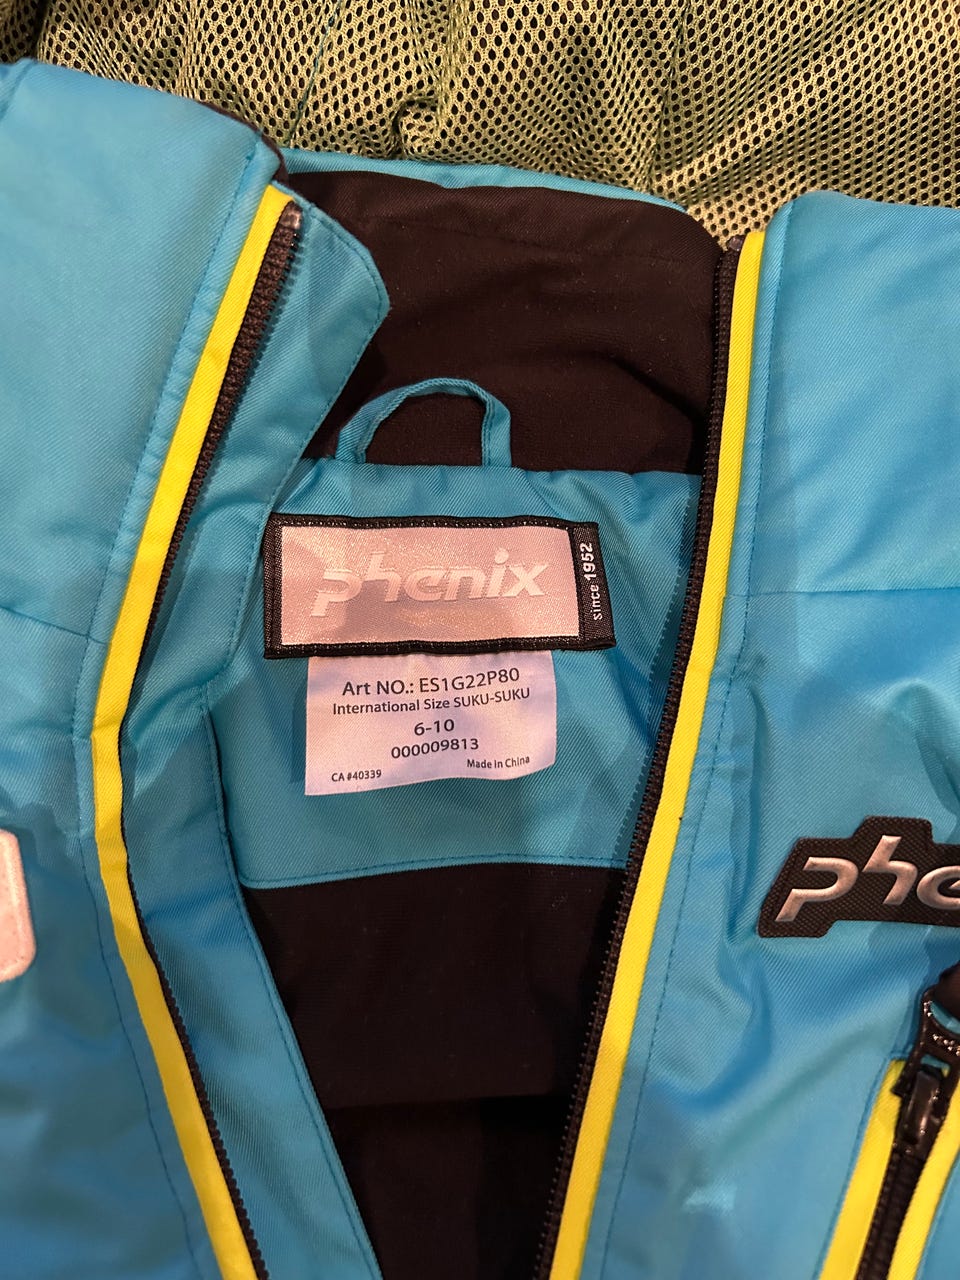 phenix
since 1952
Art NO.: ES1G22P80
International Size SUKU-SUKU
6-10
000009813
CA #40339
Made in China
phe